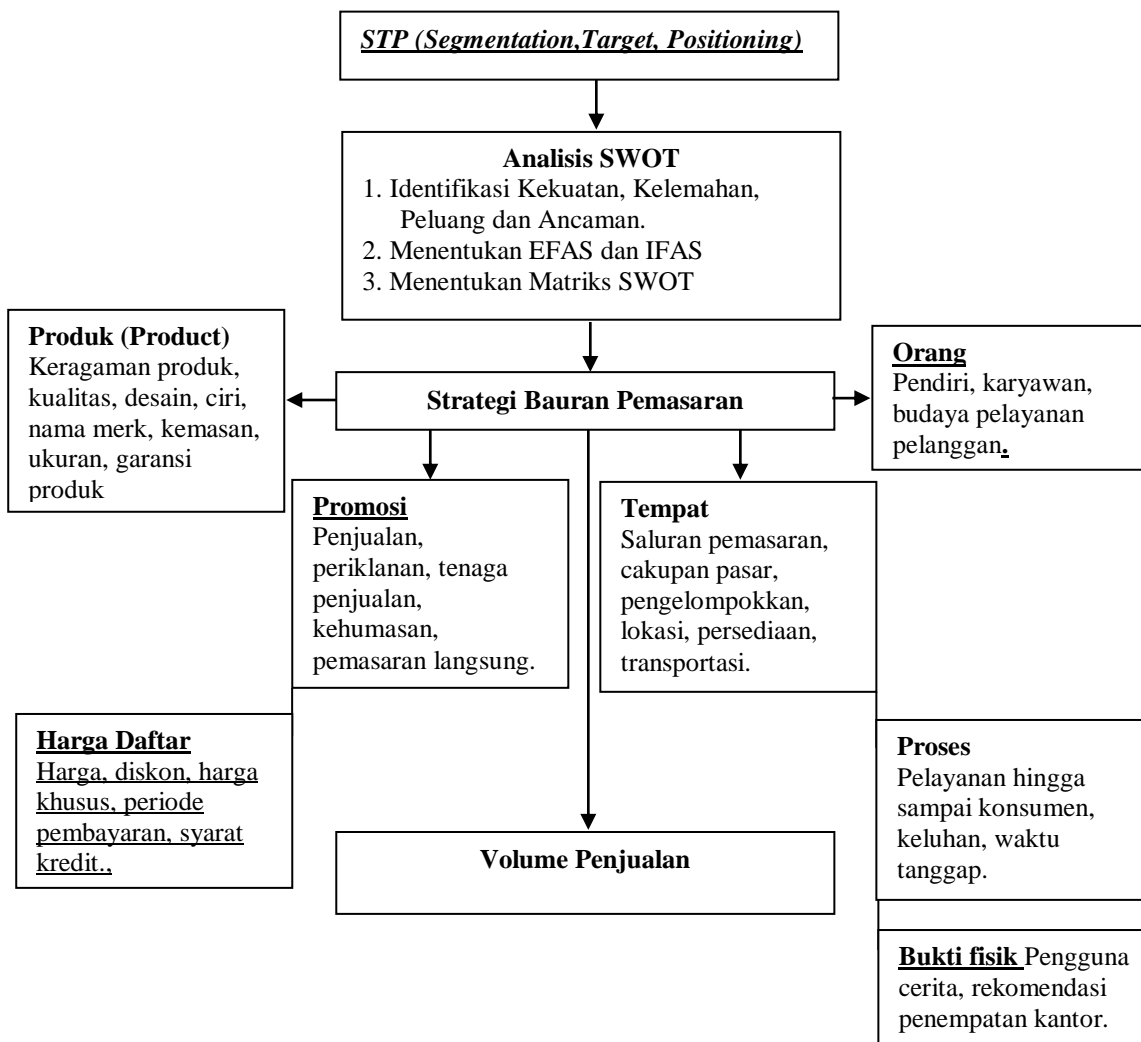 STP (Segmentation,Target, Positioning)
Analisis SWOT
1. Identifikasi Kekuatan, Kelemahan,
Peluang dan Ancaman.
2. Menentukan EFAS dan IFAS
3. Menentukan Matriks SWOT
Produk (Product)
Keragaman produk,
kualitas, desain, ciri,
nama merk, kemasan,
ukuran, garansi
produk
Strategi Bauran Pemasaran
Orang
Pendiri, karyawan,
budaya pelayanan
pelanggan.
Promosi
Penjualan,
periklanan, tenaga
penjualan,
kehumasan,
pemasaran langsung.
Tempat
Saluran pemasaran,
cakupan pasar,
pengelompokkan,
lokasi, persediaan,
transportasi.
Harga Daftar
Harga, diskon, harga
khusus, periode
pembayaran, syarat
kredit.,
Volume Penjualan
Proses
Pelayanan hingga
sampai konsumen,
keluhan, waktu
tanggap.
Bukti fisik Pengguna
cerita, rekomendasi
penempatan kantor.